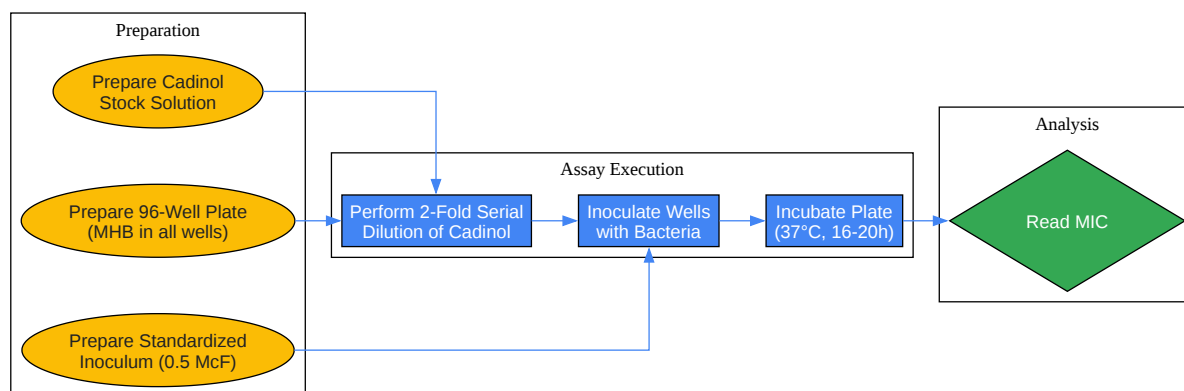 Preparation
Prepare Cadinol
Stock Solution
Prepare 96-Well Plate
(MHB in all wells)
Prepare Standardized
Inoculum (0.5 McF)
Assay Execution
Perform 2-Fold Serial
Dilution of Cadinol
Inoculate Wells
with Bacteria
Incubate Plate
(37°C, 16-20h)
Analysis
Read MIC